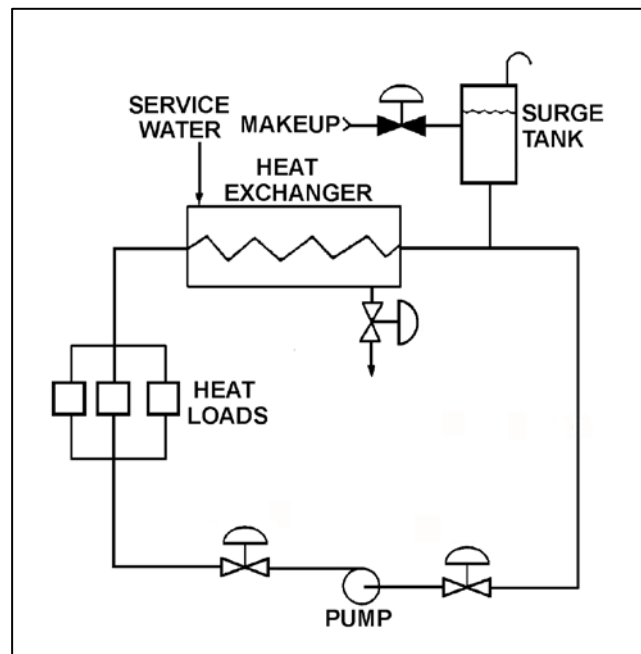 SERVICE
WATER
MAKEUP
SURGE
TANK
HEAT
EXCHANGER
HEAT
LOADS
PUMP